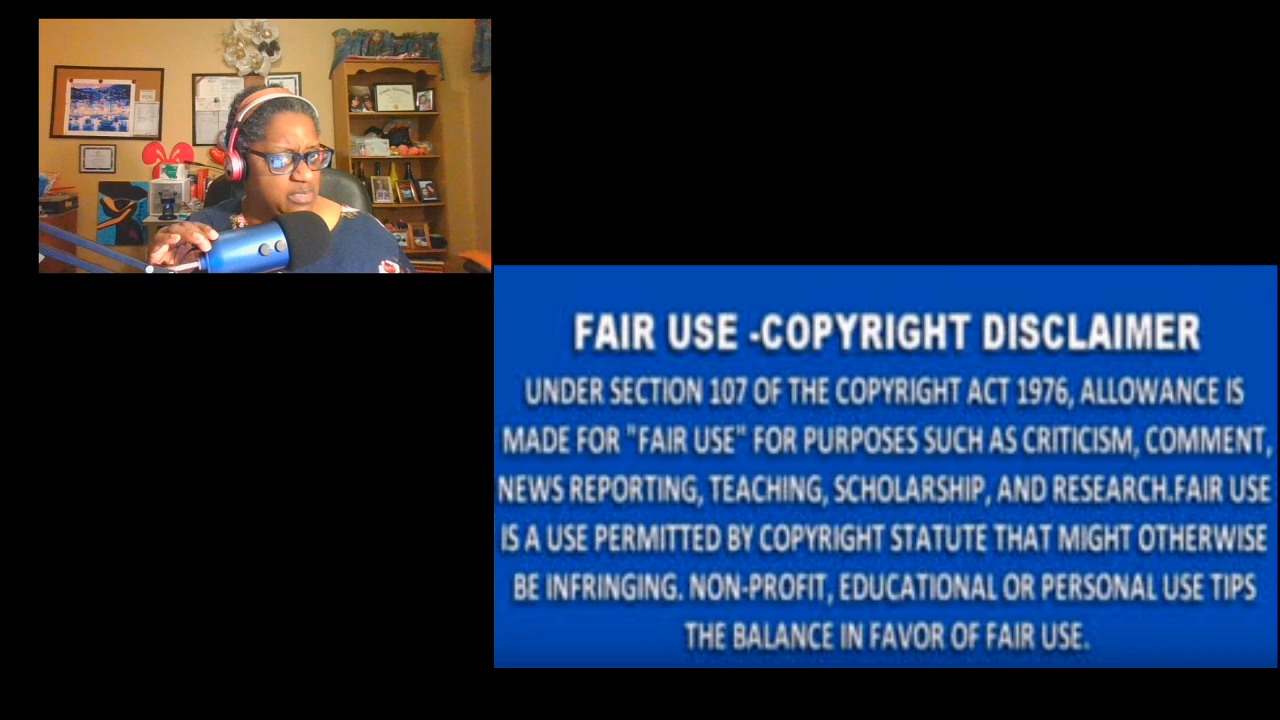 FAIR USE -COPYRIGHT DISCLAIMER
UNDER SECTION 107 OF THE COPYRIGHT ACT 1976, ALLOWANCE IS
MADE FOR "FAIR USE" FOR PURPOSES SUCH AS CRITICISM, COMMENT,
NEWS REPORTING, TEACHING, SCHOLARSHIP, AND RESEARCH.FAIR USE
IS A USE PERMITTED BY COPYRIGHT STATUTE THAT MIGHT OTHERWISE
BE INFRINGING. NON-PROFIT, EDUCATIONAL OR PERSONAL USE TIPS
THE BALANCE IN FAVOR OF FAIR USE.